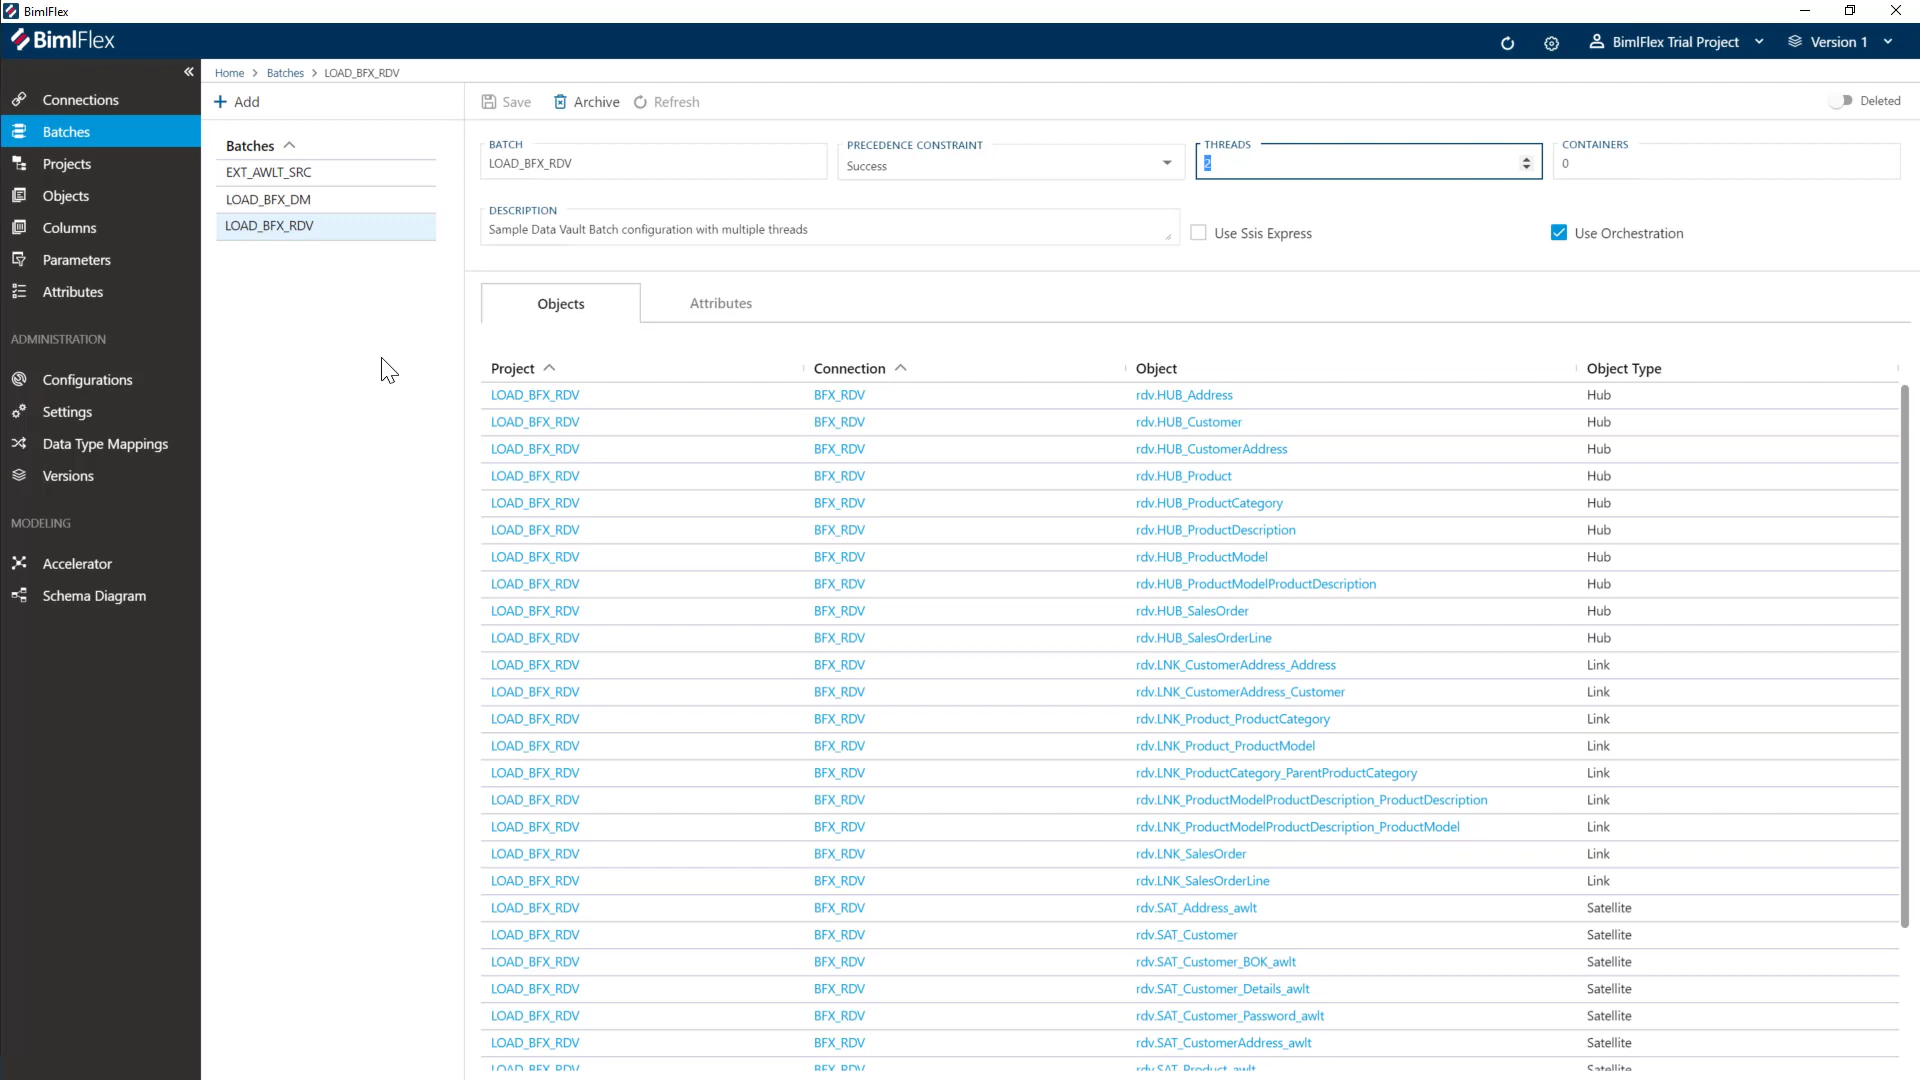 BimlFlex
BimlFlex
BimlFlex Trial Project
Version 1
Connections
Batches
Projects
Objects
Columns
Parameters
Attributes
ADMINISTRATION
Configurations
Settings
Data Type Mappings
Versions
MODELING
Accelerator
Schema Diagram
Home > Batches > LOAD_BFX_RDV
+ Add
Batches
EXT_AWLT_SRC
LOAD_BFX_DM
LOAD_BFX_RDV
Save Archive Refresh
Deleted
BATCH
LOAD_BFX_RDV
PRECEDENCE CONSTRAINT
Success
THREADS
2
CONTAINERS
0
DESCRIPTION
Sample Data Vault Batch configuration with multiple threads
Use Ssis Express
Use Orchestration
Objects Attributes
Project Connection Object Object Type
LOAD_BFX_RDV BFX_RDV rdv.HUB_Address Hub
LOAD_BFX_RDV BFX_RDV rdv.HUB_Customer Hub
LOAD_BFX_RDV BFX_RDV rdv.HUB_CustomerAddress Hub
LOAD_BFX_RDV BFX_RDV rdv.HUB_Product Hub
LOAD_BFX_RDV BFX_RDV rdv.HUB_ProductCategory Hub
LOAD_BFX_RDV BFX_RDV rdv.HUB_ProductDescription Hub
LOAD_BFX_RDV BFX_RDV rdv.HUB_ProductModel Hub
LOAD_BFX_RDV BFX_RDV rdv.HUB_ProductModelProductDescription Hub
LOAD_BFX_RDV BFX_RDV rdv.HUB_SalesOrder Hub
LOAD_BFX_RDV BFX_RDV rdv.HUB_SalesOrderLine Hub
LOAD_BFX_RDV BFX_RDV rdv.LNK_CustomerAddress_Address Link
LOAD_BFX_RDV BFX_RDV rdv.LNK_CustomerAddress_Customer Link
LOAD_BFX_RDV BFX_RDV rdv.LNK_Product_ProductCategory Link
LOAD_BFX_RDV BFX_RDV rdv.LNK_Product_ProductModel Link
LOAD_BFX_RDV BFX_RDV rdv.LNK_ProductCategory_ParentProductCategory Link
LOAD_BFX_RDV BFX_RDV rdv.LNK_ProductModelProductDescription_ProductDescription Link
LOAD_BFX_RDV BFX_RDV rdv.LNK_ProductModelProductDescription_ProductModel Link
LOAD_BFX_RDV BFX_RDV rdv.LNK_SalesOrder Link
LOAD_BFX_RDV BFX_RDV rdv.LNK_SalesOrderLine Link
LOAD_BFX_RDV BFX_RDV rdv.SAT_Address_awlt Satellite
LOAD_BFX_RDV BFX_RDV rdv.SAT_Customer Satellite
LOAD_BFX_RDV BFX_RDV rdv.SAT_Customer_BOK_awlt Satellite
LOAD_BFX_RDV BFX_RDV rdv.SAT_Customer_Details_awlt Satellite
LOAD_BFX_RDV BFX_RDV rdv.SAT_Customer_Password_awlt Satellite
LOAD_BFX_RDV BFX_RDV rdv.SAT_CustomerAddress_awlt Satellite
LOAD_BFX_RDV BFX_RDV rdv.SAT_Product_awlt Satellite